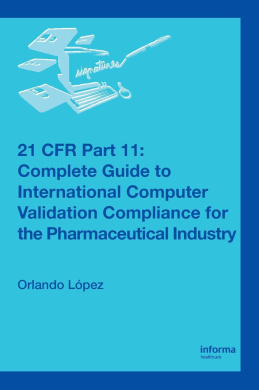 signatures
21 CFR Part 11:
Complete Guide to
International Computer
Validation Compliance for
the Pharmaceutical Industry
Orlando López
informa
healthcare